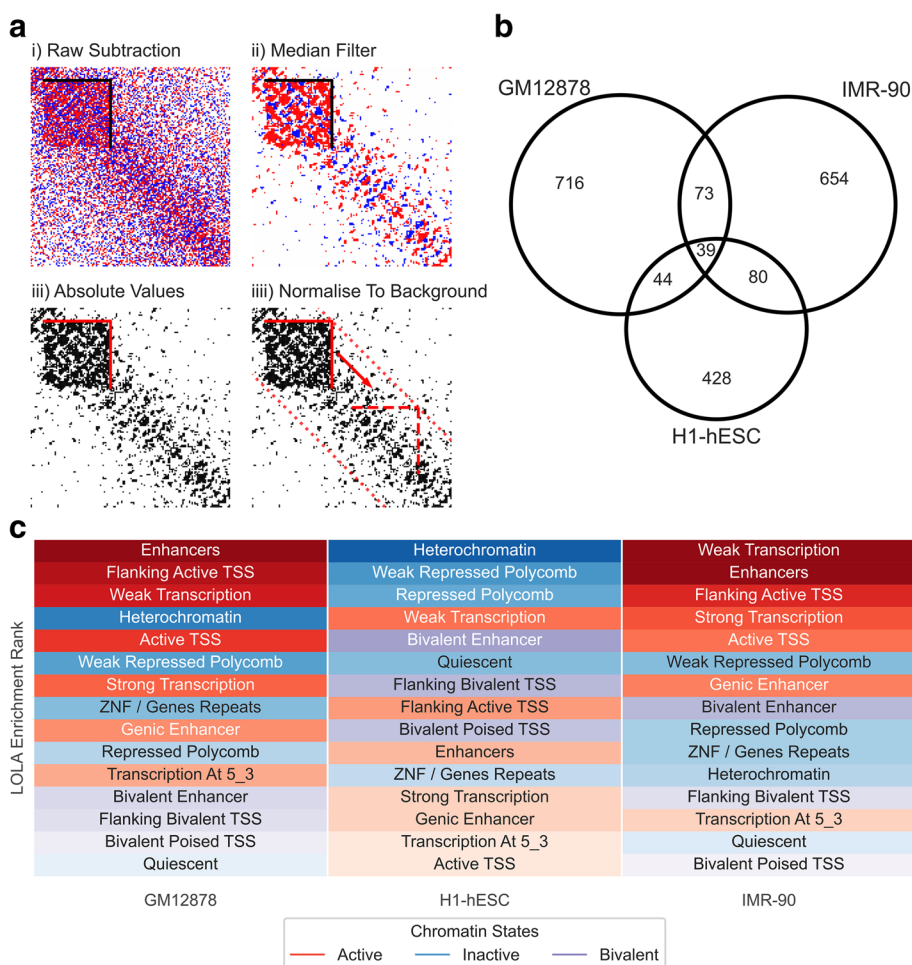 a
i) Raw Subtraction
ii) Median Filter
iii) Absolute Values
iiii) Normalise To Background
b
GM12878
IMR-90
716
73
654
39
44
80
428
H1-hESC
c
LOLA Enrichment Rank
Enhancers
Flanking Active TSS
Weak Transcription
Heterochromatin
Active TSS
Weak Repressed Polycomb
Strong Transcription
ZNF / Genes Repeats
Genic Enhancer
Repressed Polycomb
Transcription At 5_3
Bivalent Enhancer
Flanking Bivalent TSS
Bivalent Poised TSS
Quiescent
GM12878
Heterochromatin
Weak Repressed Polycomb
Repressed Polycomb
Weak Transcription
Bivalent Enhancer
Quiescent
Flanking Bivalent TSS
Flanking Active TSS
Bivalent Poised TSS
Enhancers
ZNF / Genes Repeats
Strong Transcription
Genic Enhancer
Transcription At 5_3
Active TSS
H1-hESC
Weak Transcription
Enhancers
Flanking Active TSS
Strong Transcription
Active TSS
Weak Repressed Polycomb
Genic Enhancer
Bivalent Enhancer
Repressed Polycomb
ZNF / Genes Repeats
Heterochromatin
Flanking Bivalent TSS
Transcription At 5_3
Quiescent
Bivalent Poised TSS
IMR-90
Chromatin States
Active
Inactive
Bivalent